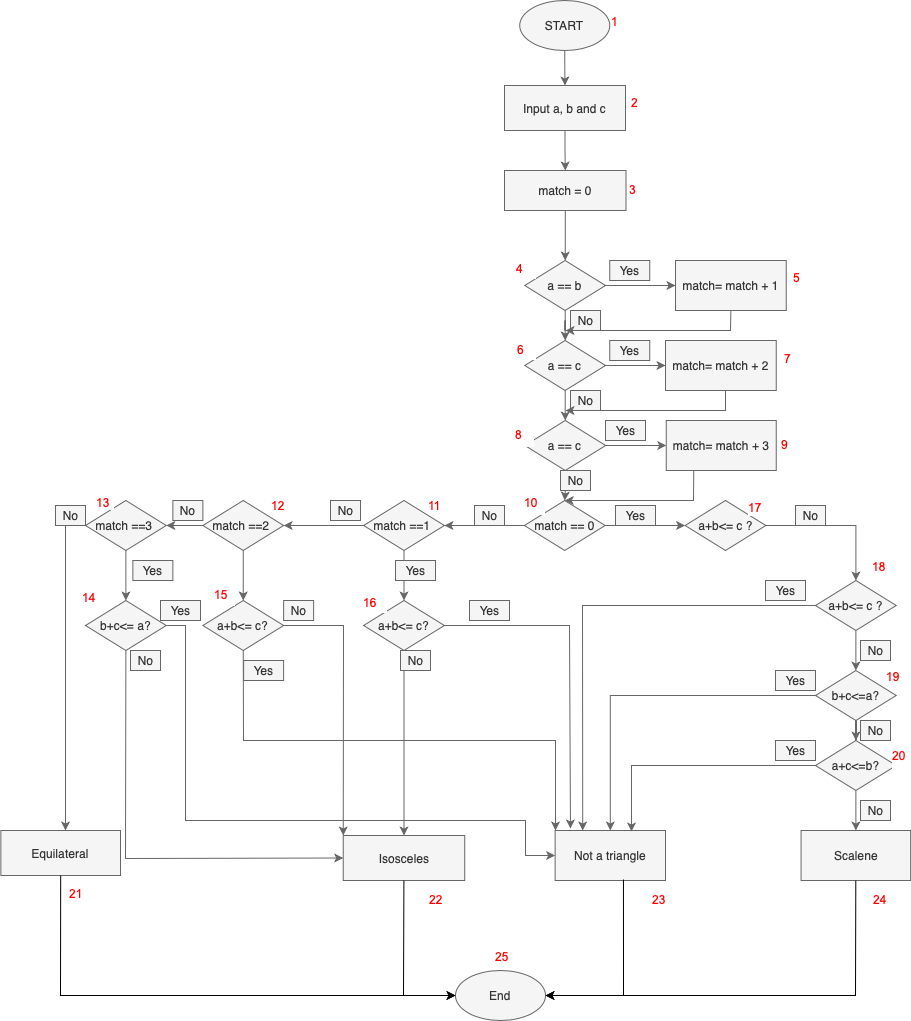 START
1
Input a, b and c
2
match = 0
3
4
a == b
Yes
match= match + 1
5
No
6
a == c
Yes
match= match + 2
7
No
8
a == c
Yes
match= match + 3
9
No
13
No
match ==3
No
12
match ==2
No
11
match ==1
No
10
match == 0
Yes
17
a+b<= c ?
No
Yes
Yes
18
a+b<= c ?
Yes
14
b+c<= a?
Yes
15
a+b<= c?
No
16
a+b<= c?
Yes
No
Yes
No
No
19
b+c<=a?
Yes
No
20
a+c<=b?
Yes
No
Equilateral
21
Isosceles
22
Not a triangle
23
Scalene
24
25
End